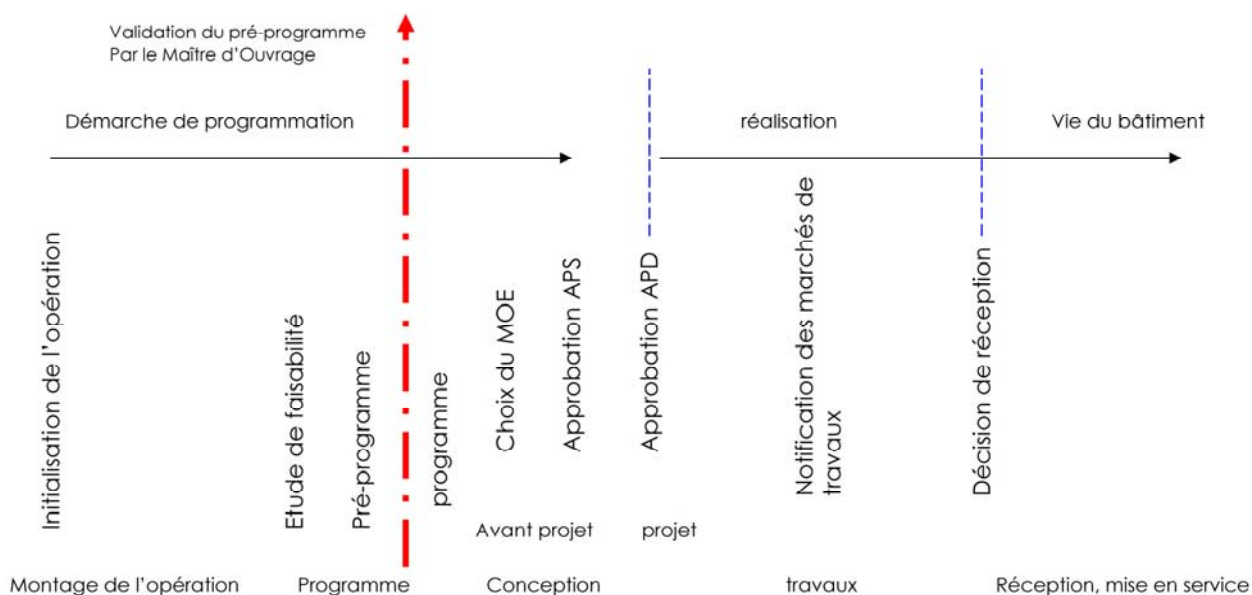 Validation du pré-programme
Par le Maître d'Ouvrage
Démarche de programmation
réalisation
Vie du bâtiment
Initialisation de l'opération
Etude de faisabilité
Pré-programme
programme
Choix du MOE
Approbation APS
Approbation APD
Notification des marchés de
travaux
Décision de réception
Avant projet
projet
Montage de l'opération
Programme
Conception
travaux
Réception, mise en service